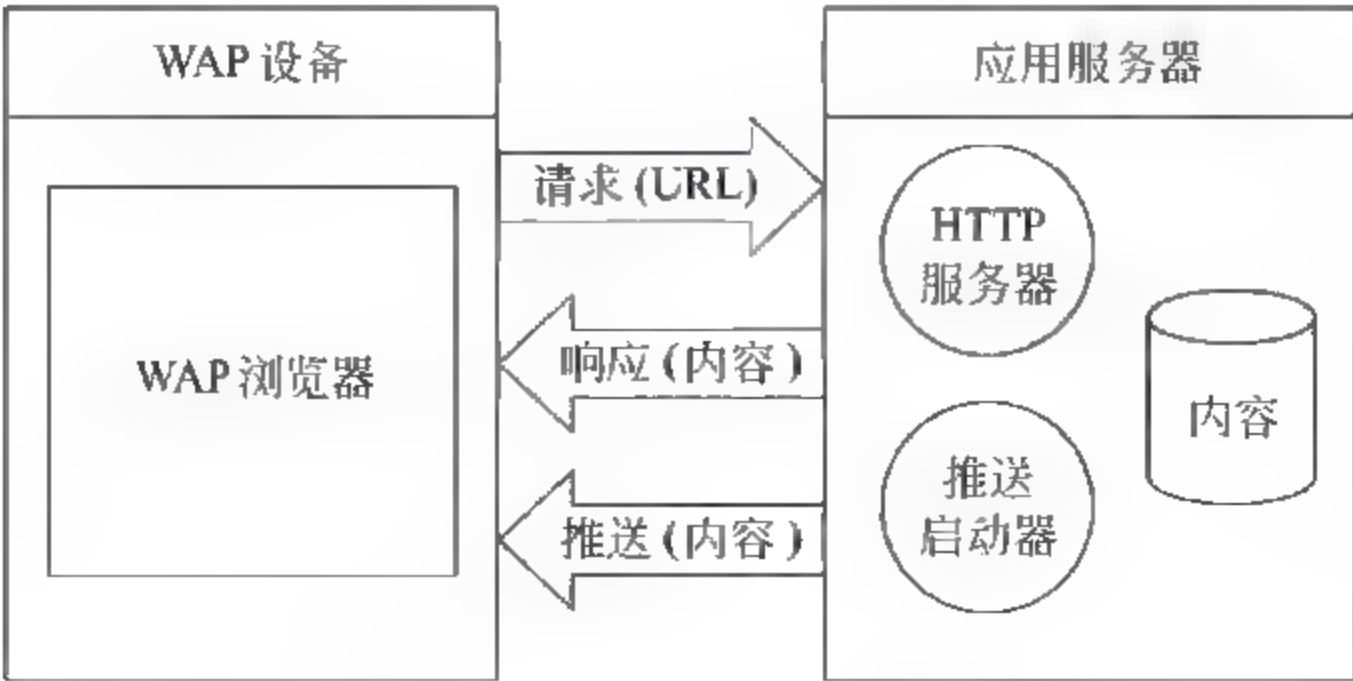 WAP 设备
应用服务器
请求 (URL)
HTTP
服务器
响应 (内容)
WAP 浏览器
内容
推送
启动器
推送 (内容)